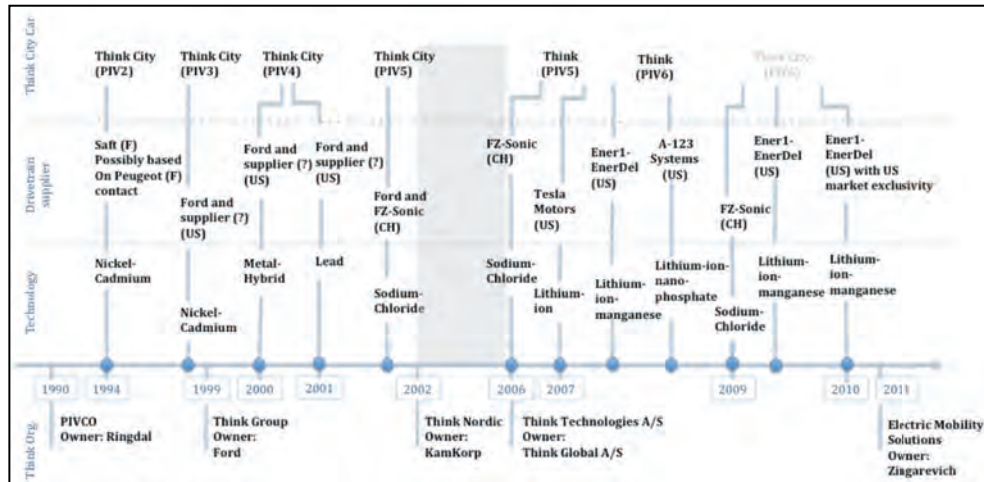 Think City Car
Think City
(PIV2)
Think City
(PIV3)
Think City
(PIV4)
Think City
(PIV5)
Think
(PIV5)
Think
(PIV6)
Think City
(PIV6)
Drivetrain
supplier
Saft (F)
Possibly based
On Peugeot (F)
contact
Ford and
supplier (?)
(US)
Ford and
supplier (?)
(US)
Ford and
supplier (?)
(US)
Ford and
FZ-Sonic
(CH)
FZ-Sonic
(CH)
Tesla
Motors
(US)
Ener1-
EnerDel
(US)
A-123
Systems
(US)
FZ-Sonic
(CH)
Ener1-
EnerDel
(US)
Ener1-
EnerDel
(US) with US
market exclusivity
Technology
Nickel-
Cadmium
Nickel-
Cadmium
Metal-
Hybrid
Lead
Sodium-
Chloride
Sodium-
Chloride
Lithium-
ion
Lithium-
ion-
manganese
Lithium-ion-
nano-
phosphate
Sodium-
Chloride
Lithium-
ion-
manganese
Lithium-
ion-
manganese
1990
1994
1999
2000
2001
2002
2006
2007
2009
2010
2011
Think Org.
PIVCO
Owner: Ringdal
Think Group
Owner:
Ford
Think Nordic
Owner:
KamKorp
Think Technologies A/S
Owner:
Think Global A/S
Electric Mobility
Solutions
Owner:
Zingarevich